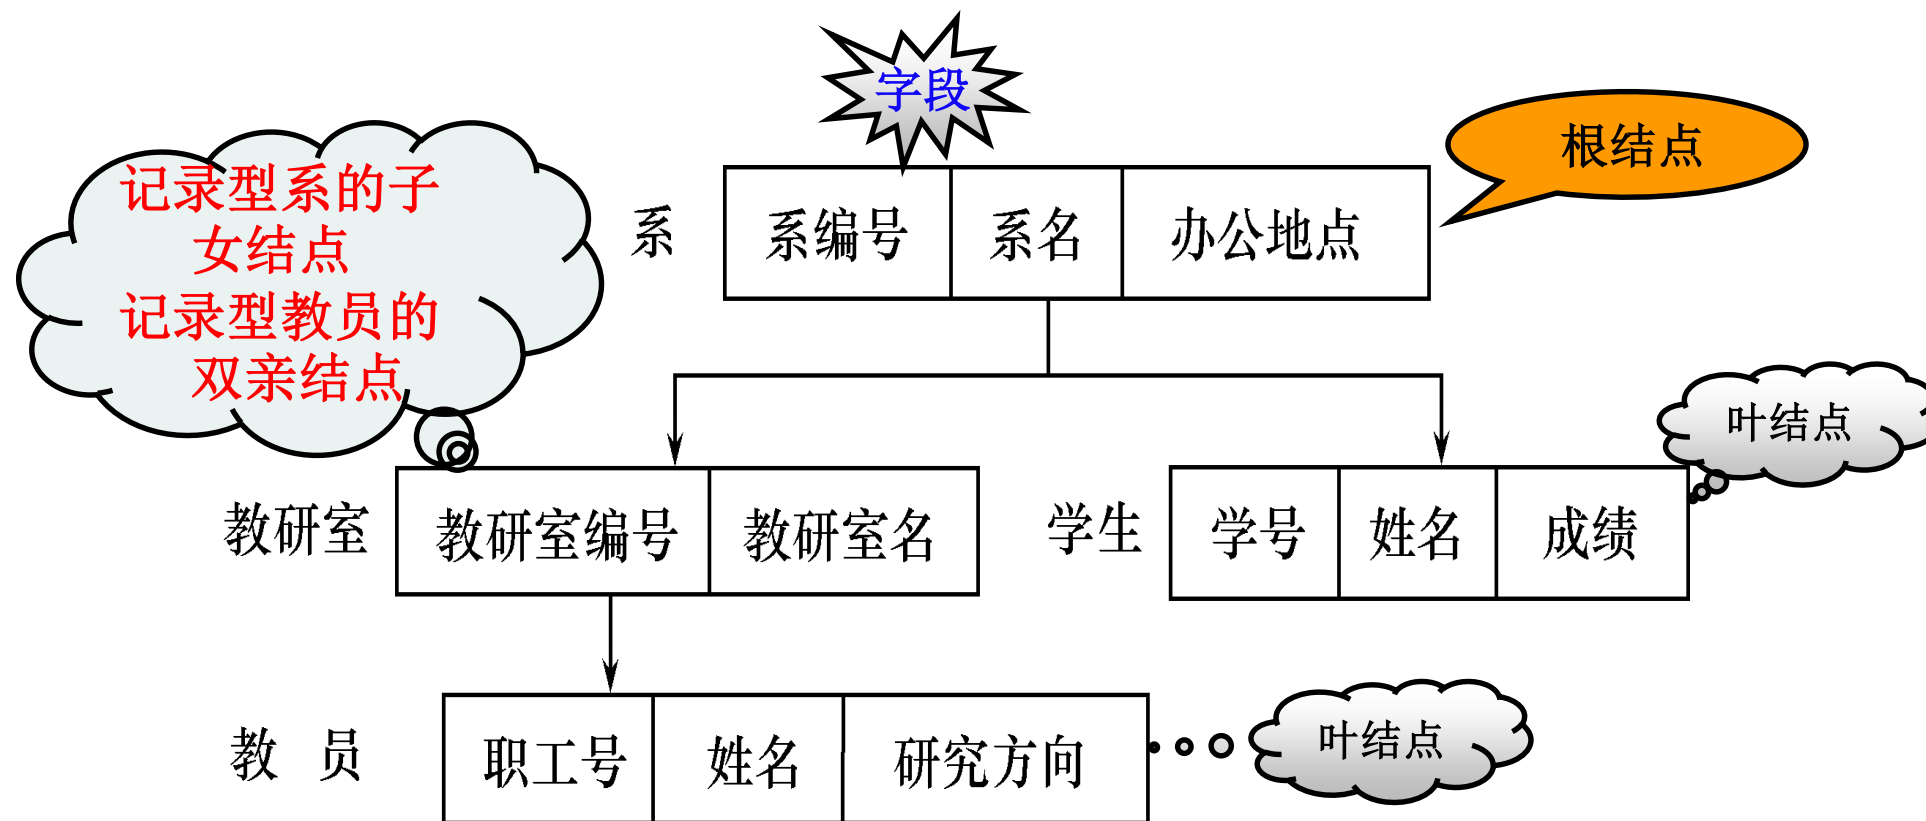 字段
根结点
记录型系的子
女结点
记录型教员的
双亲结点
系
系编号
系名
办公地点
叶结点
教研室
教研室编号
教研室名
学生
学号
姓名
成绩
教 员
职工号
姓名
研究方向
叶结点